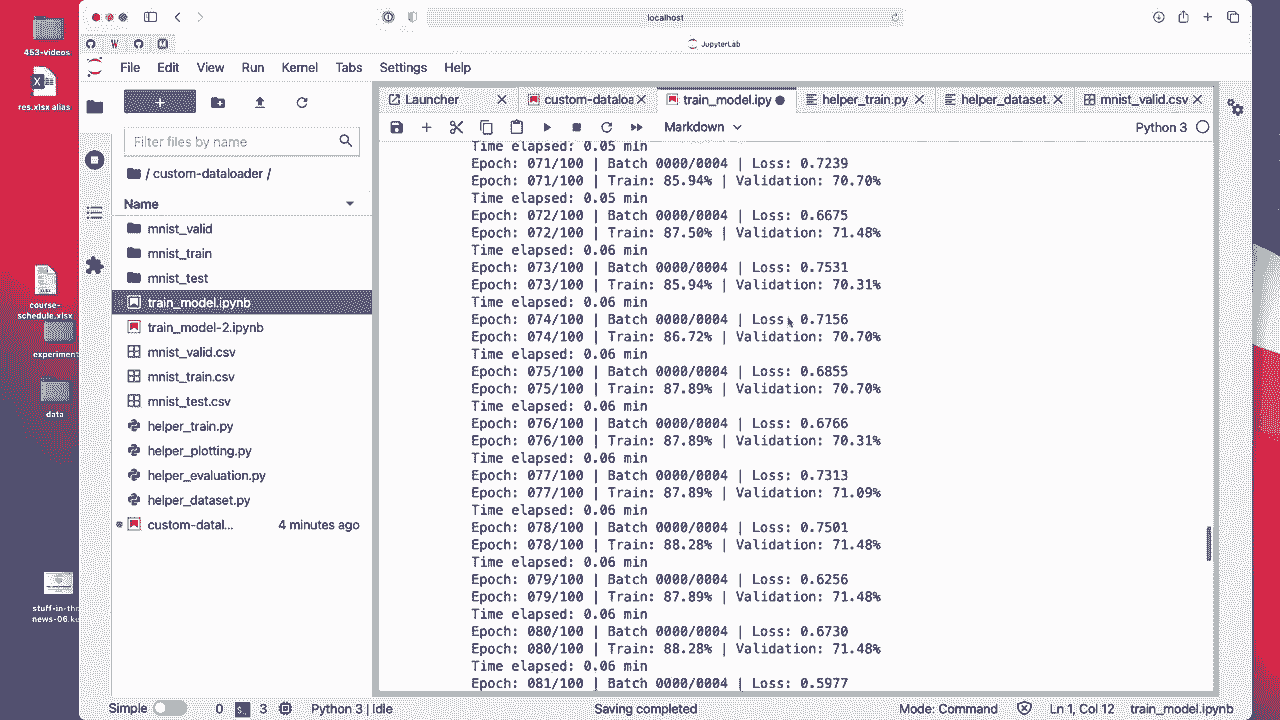 453-videos
res.xlsx alias
course-
schedule.xlsx
experiment
data
stuff-in-the-
localhost
JupyterLab
File Edit View Run Kernel Tabs Settings Help
Filter files by name
/ custom-dataloader /
Name
mnist_valid
mnist_train
mnist_test
train_model.ipynb
train_model-2.ipynb
mnist_valid.csv
mnist_train.csv
mnist_test.csv
helper_train.py
helper_plotting.py
helper_evaluation.py
helper_dataset.py
custom-datal... 4 minutes ago
Launcher custom-dataloa train_model.ipy helper_train.py helper_dataset. mnist_valid.csv
Markdown Python 3
Time elapsed: 0.05 min
Epoch: 071/100 | Batch 0000/0004 | Loss: 0.7239
Epoch: 071/100 | Train: 85.94% | Validation: 70.70%
Time elapsed: 0.05 min
Epoch: 072/100 | Batch 0000/0004 | Loss: 0.6675
Epoch: 072/100 | Train: 87.50% | Validation: 71.48%
Time elapsed: 0.06 min
Epoch: 073/100 | Batch 0000/0004 | Loss: 0.7531
Epoch: 073/100 | Train: 85.94% | Validation: 70.31%
Time elapsed: 0.06 min
Epoch: 074/100 | Batch 0000/0004 | Loss: 0.7156
Epoch: 074/100 | Train: 86.72% | Validation: 70.70%
Time elapsed: 0.06 min
Epoch: 075/100 | Batch 0000/0004 | Loss: 0.6855
Epoch: 075/100 | Train: 87.89% | Validation: 70.70%
Time elapsed: 0.06 min
Epoch: 076/100 | Batch 0000/0004 | Loss: 0.6766
Epoch: 076/100 | Train: 87.89% | Validation: 70.31%
Time elapsed: 0.06 min
Epoch: 077/100 | Batch 0000/0004 | Loss: 0.7313
Epoch: 077/100 | Train: 87.89% | Validation: 71.09%
Time elapsed: 0.06 min
Epoch: 078/100 | Batch 0000/0004 | Loss: 0.7501
Epoch: 078/100 | Train: 88.28% | Validation: 71.48%
Time elapsed: 0.06 min
Epoch: 079/100 | Batch 0000/0004 | Loss: 0.6256
Epoch: 079/100 | Train: 87.89% | Validation: 71.48%
Time elapsed: 0.06 min
Epoch: 080/100 | Batch 0000/0004 | Loss: 0.6730
Epoch: 080/100 | Train: 88.28% | Validation: 71.48%
Time elapsed: 0.06 min
Epoch: 081/100 | Batch 0000/0004 | Loss: 0.5977
Simple 0 3 Python 3 | Idle Saving completed Mode: Command Ln 1, Col 12 train_model.ipynb